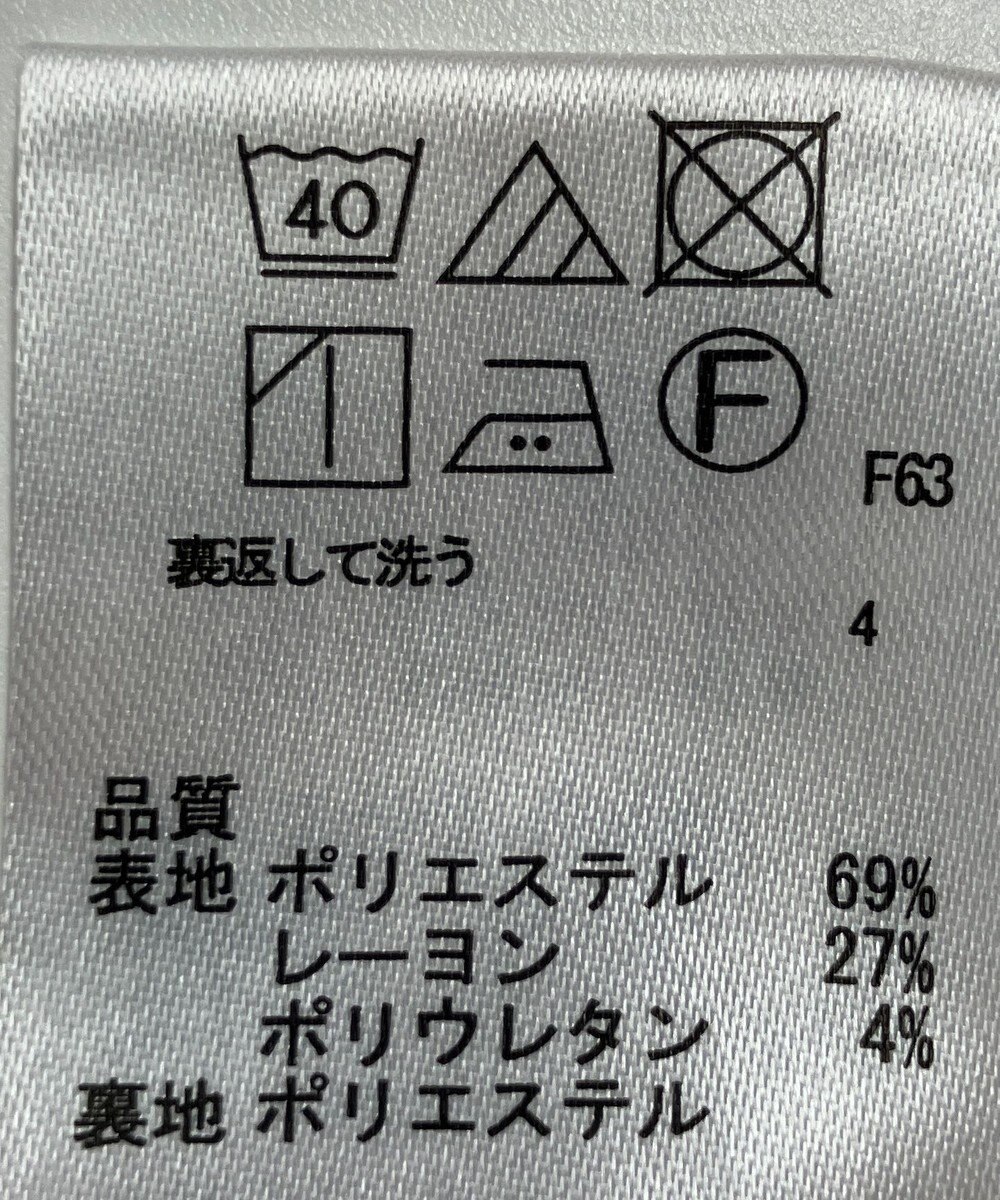 40
F
F63
裏返して洗う
4
品質
表地 ポリエステル 69%
レーヨン 27%
ポリウレタン 4%
裏地 ポリエステル